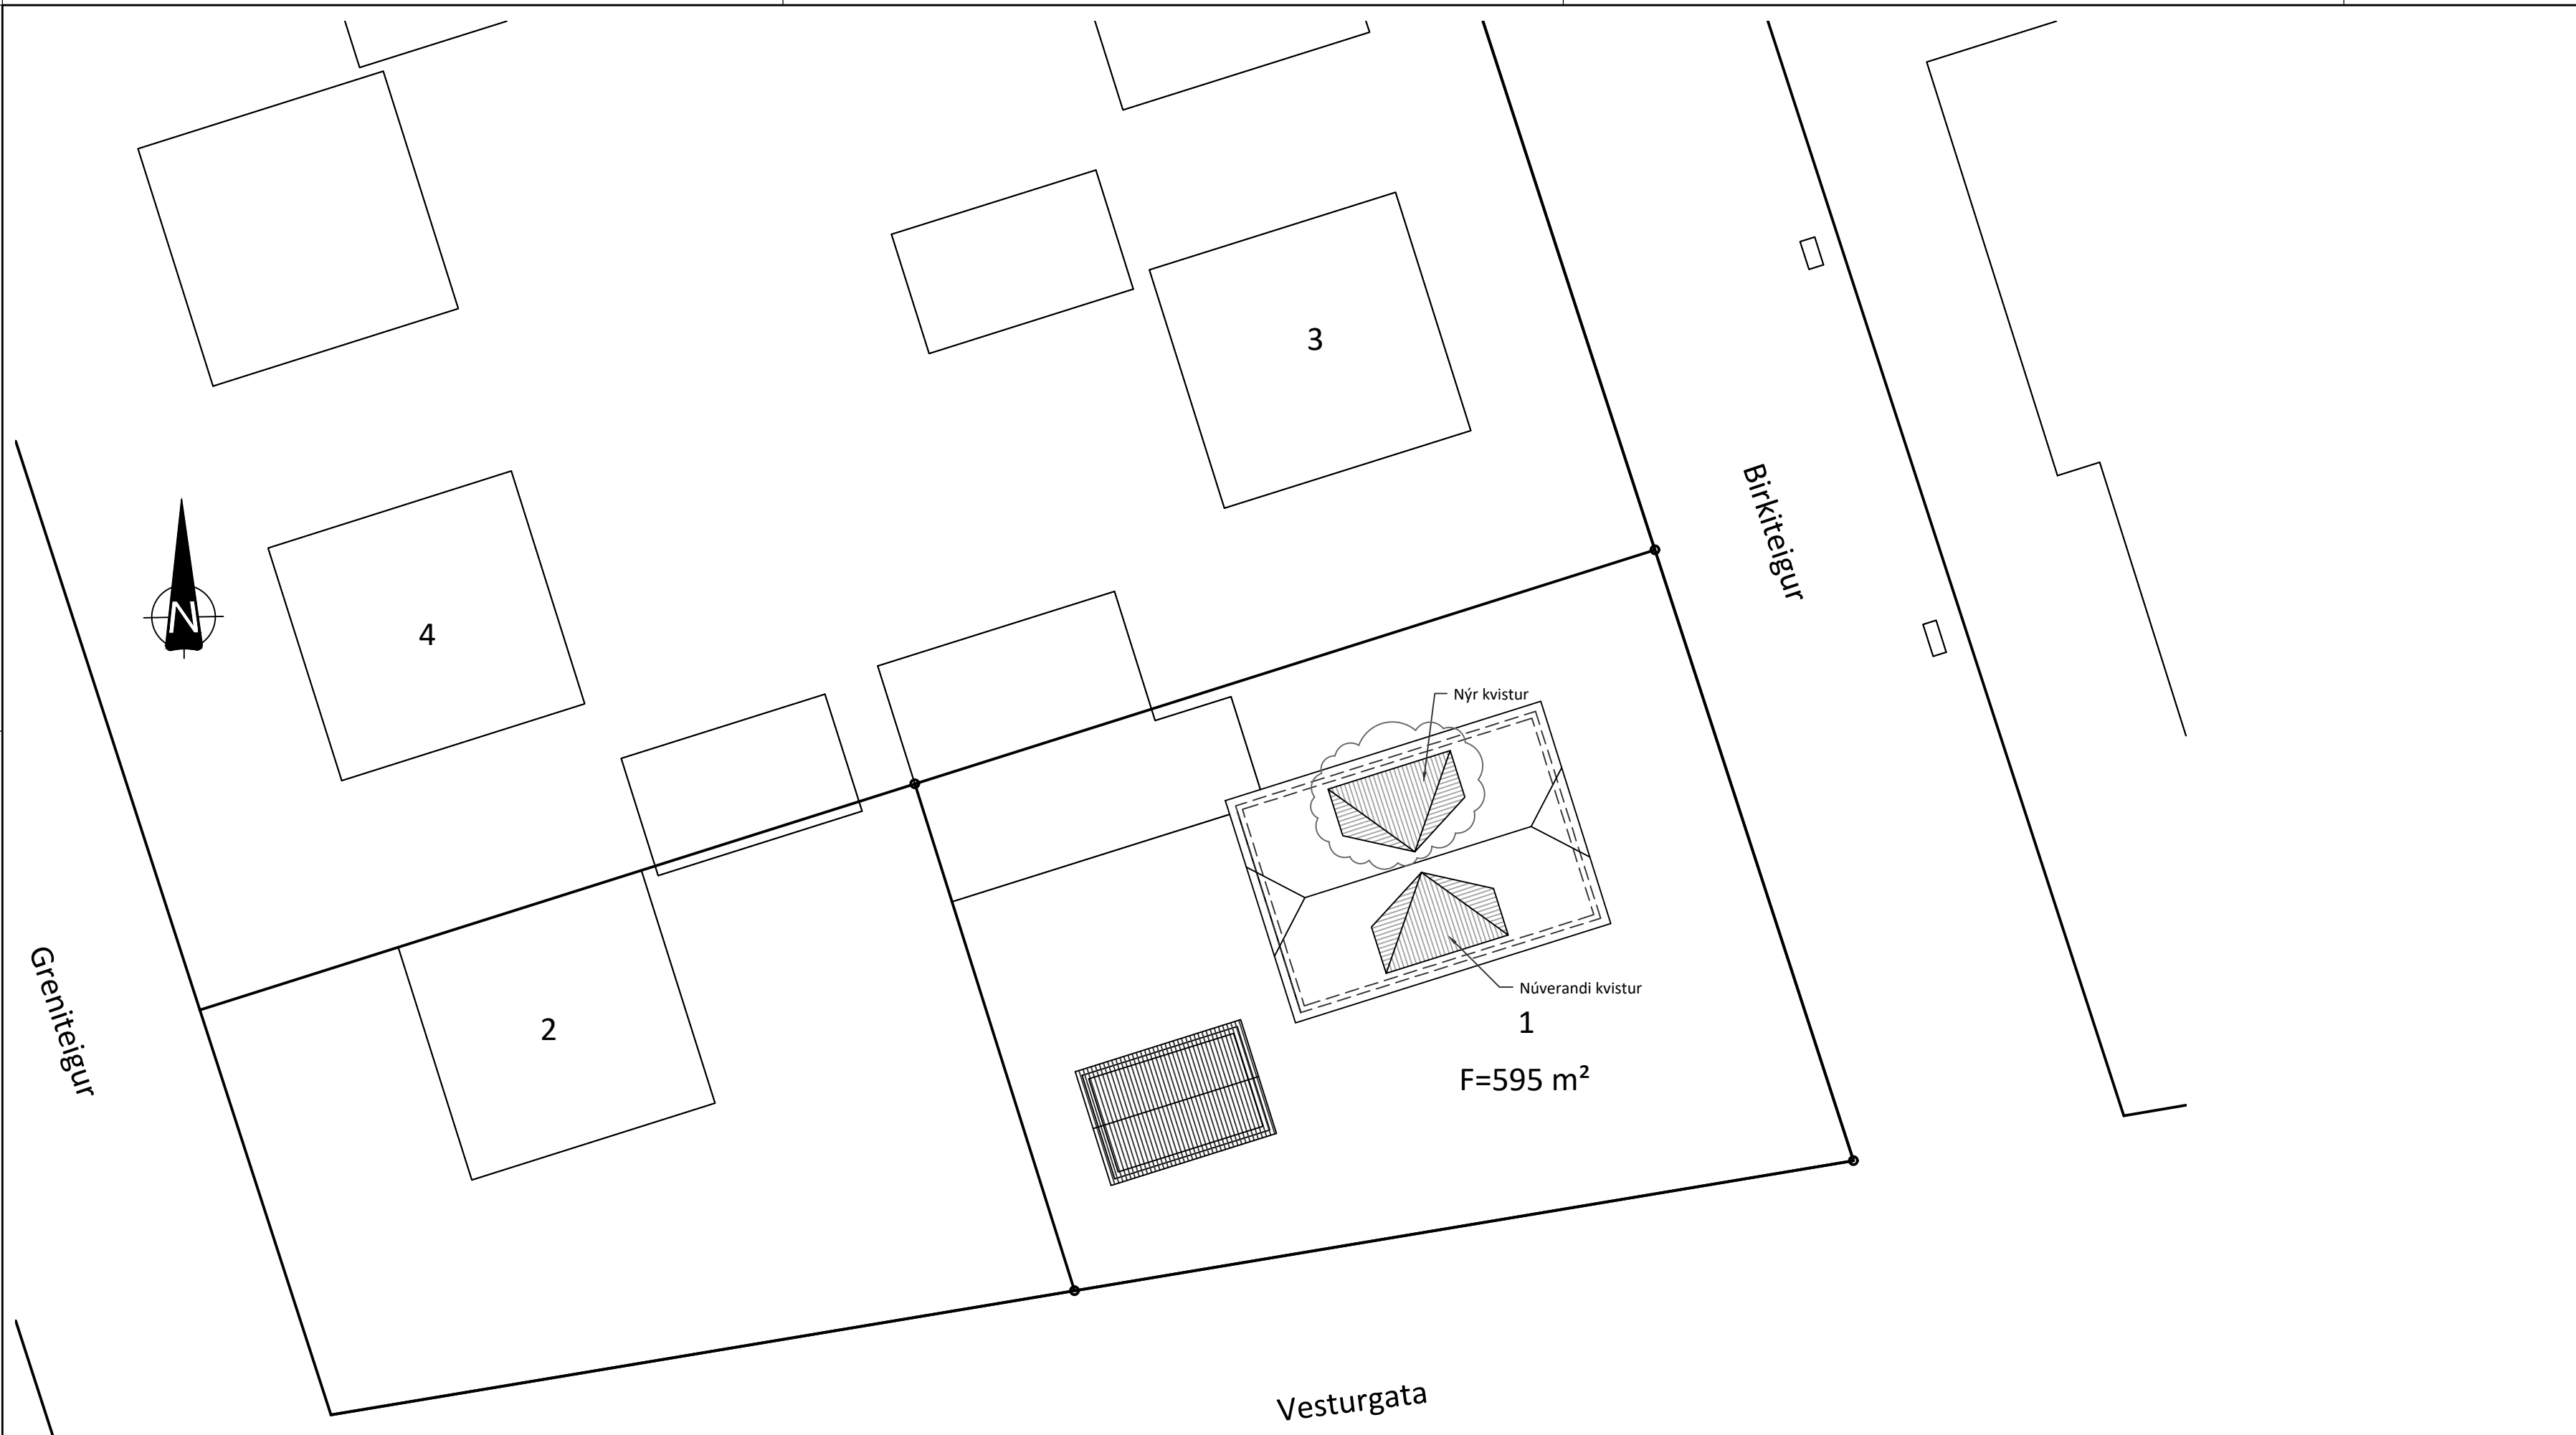 3
Birkiteigur
N
4
Nýr kvistur
Greniteigur
2
Núverandi kvistur
1
F=595 m²
Vesturgata